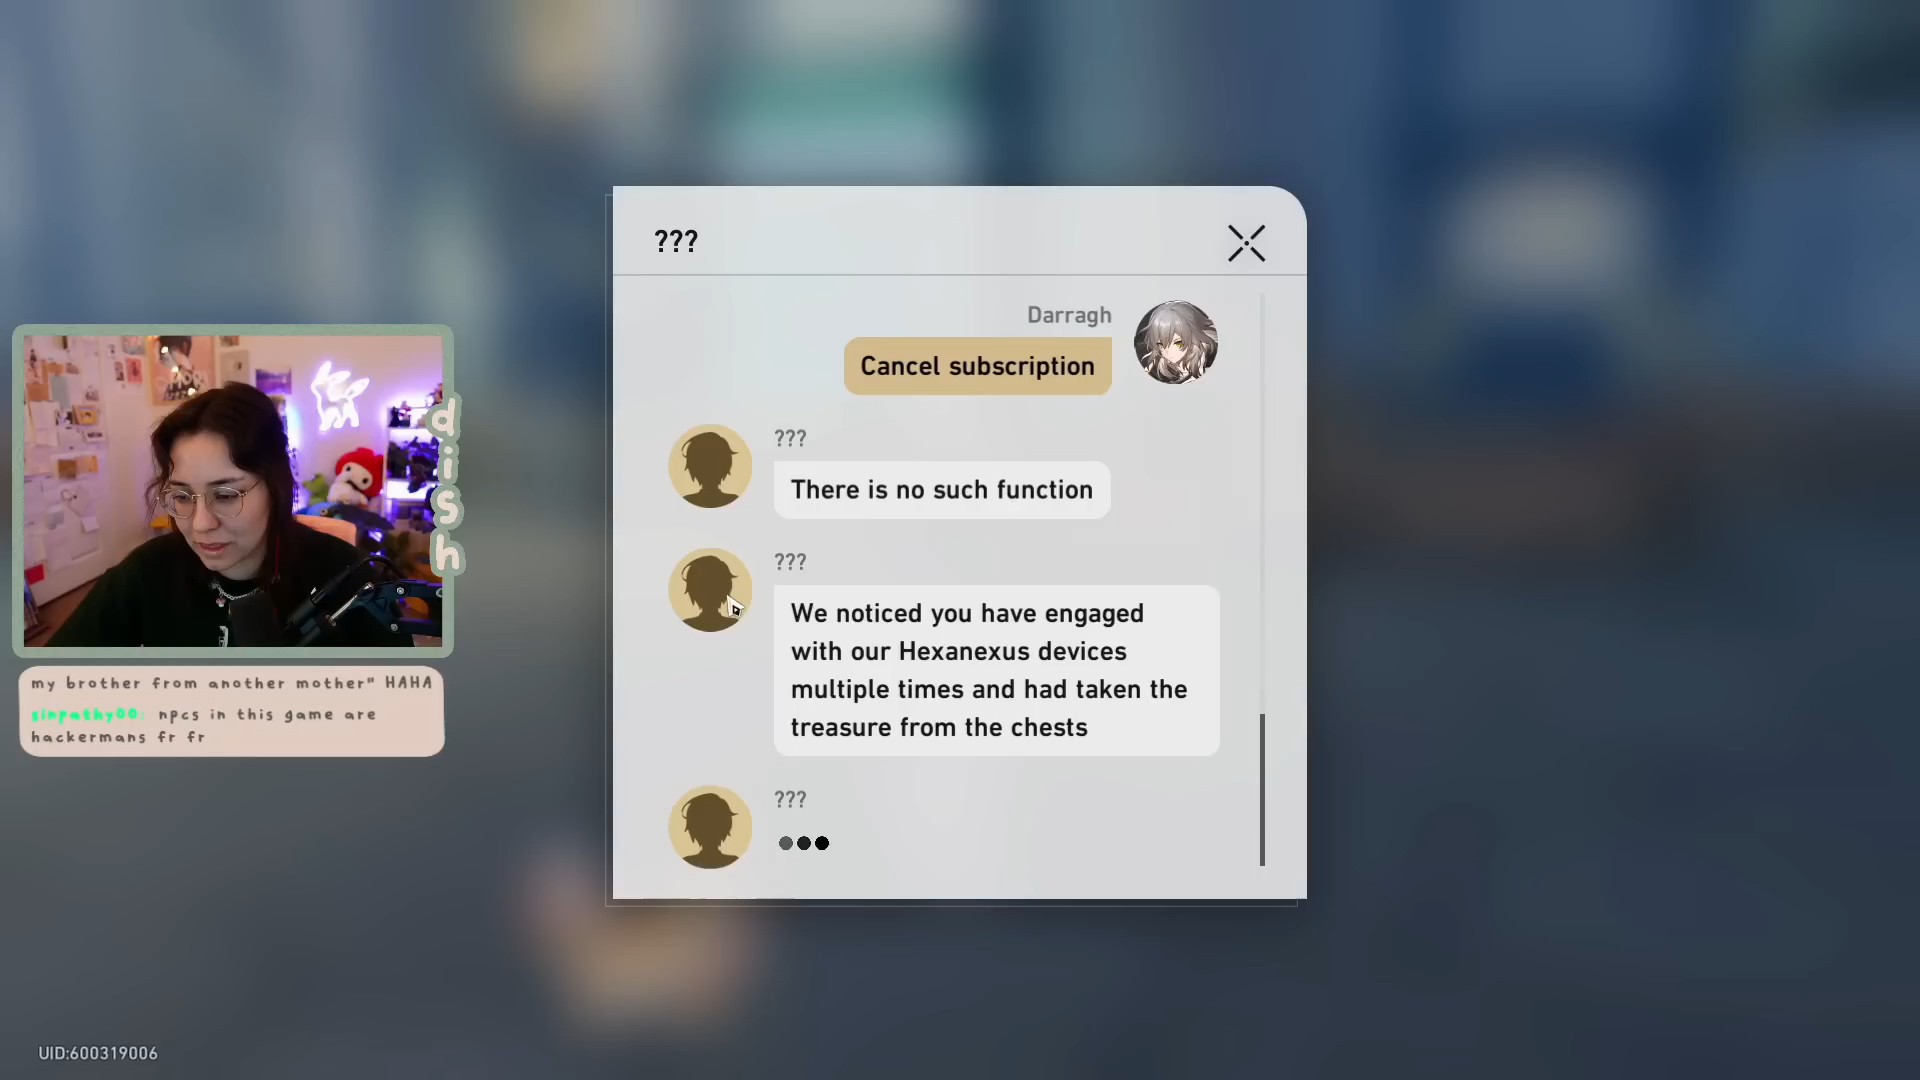 ???
Darragh
Cancel subscription
???
There is no such function
???
We noticed you have engaged
with our Hexanexus devices
multiple times and had taken the
treasure from the chests
???
dish
my brother from another mother" HAHA
sinpathy00: npcs in this game are
hackermans fr fr
UID:600319006